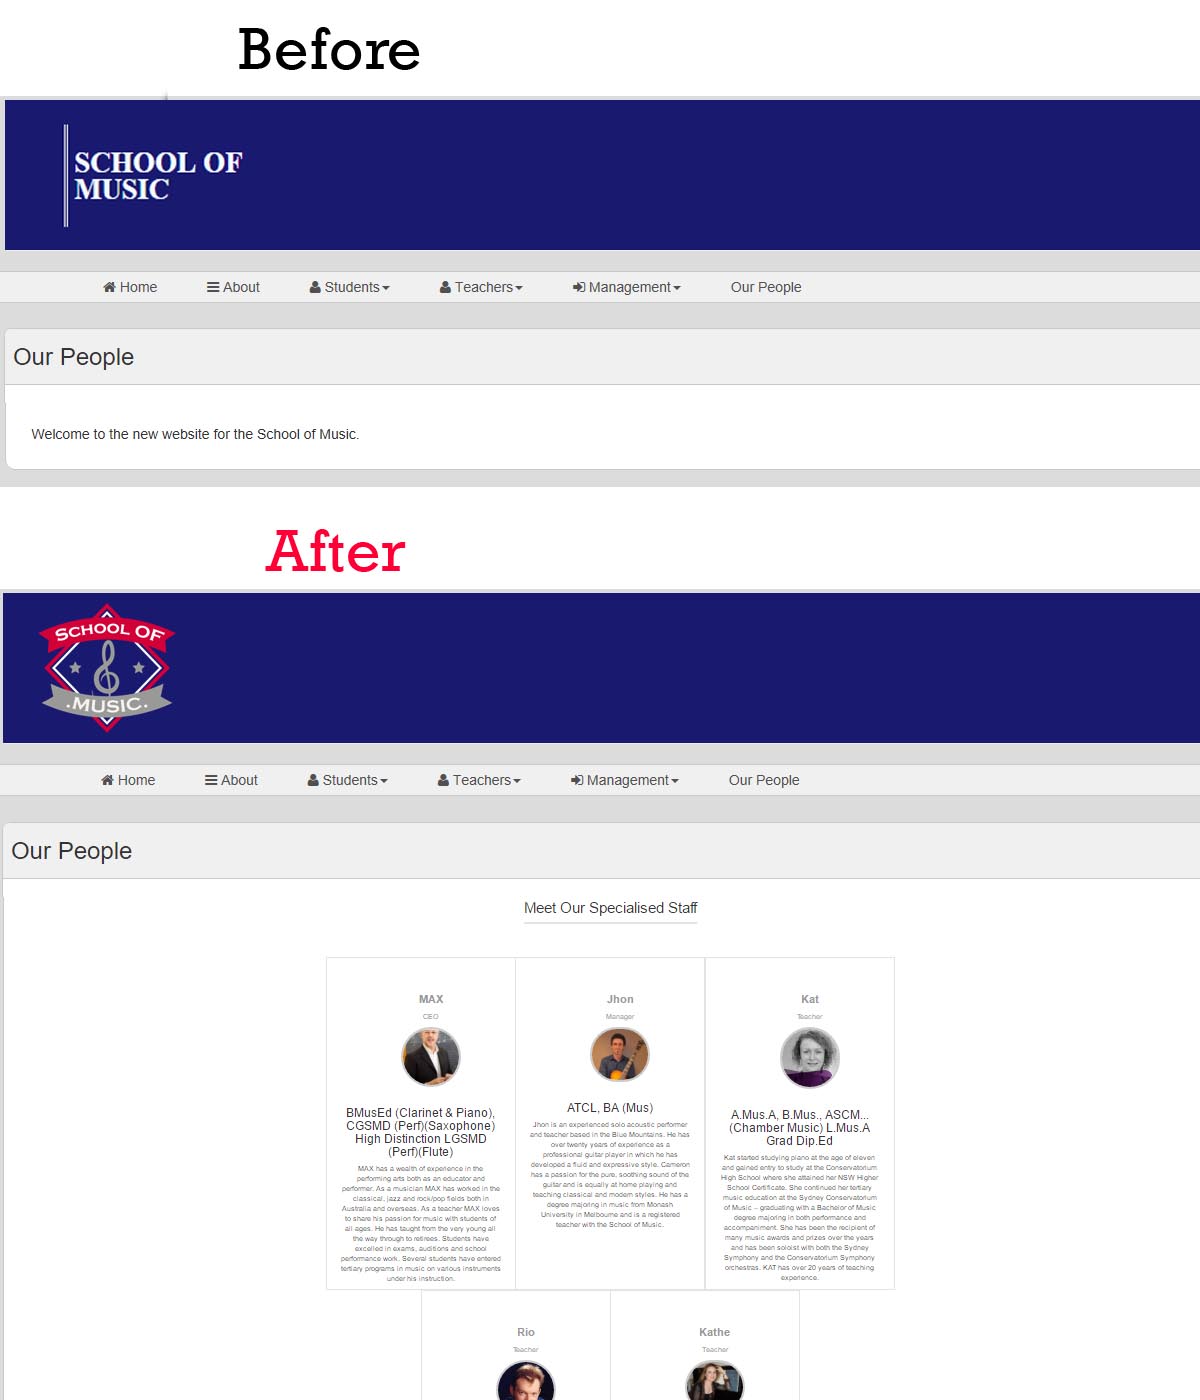 Before
SCHOOL OF
MUSIC
Home About Students Teachers Management Our People
Our People
Welcome to the new website for the School of Music.
After
SCHOOL OF
.MUSIC.
Home About Students Teachers Management Our People
Our People
Meet Our Specialised Staff
MAX
CEO
BMusEd (Clarinet & Piano),
CGSMD (Perf)(Saxophone)
High Distinction LGSMD
(Perf)(Flute)
MAX has a wealth of experience in the
performing arts both as an educator and
performer. As a musician MAX has worked in the
classical, jazz and rock/pop fields both in
Australia and overseas. As a teacher MAX loves
to share his passion for music with students of
all ages. He has taught from the very young all
the way through to retirees. Students have
excelled in exams, auditions and school
performance work. Several students have entered
tertiary programs in music on various instruments
under his instruction.
Jhon
Manager
ATCL, BA (Mus)
Jhon is an experienced solo acoustic performer
and teacher based in the Blue Mountains. He has
over twenty years of experience as a
professional guitar player in which he has
developed a fluid and expressive style. Cameron
has a passion for the pure, soothing sound of the
guitar and is equally at home playing and
teaching classical and modern styles. He has a
degree majoring in music from Monash
University in Melbourne and is a registered
teacher with the School of Music.
Kat
Teacher
A.Mus.A, B.Mus., ASCM...
(Chamber Music) L.Mus.A
Grad Dip.Ed
Kat started studying piano at the age of eleven
and gained entry to study at the Conservatorium
High School where she attained her NSW Higher
School Certificate. She continued her tertiary
music education at the Sydney Conservatorium
of Music – graduating with a Bachelor of Music
degree majoring in both performance and
accompaniment. She has been the recipient of
many music awards and prizes over the years
and has been soloist with both the Sydney
Symphony and the Conservatorium Symphony
orchestras. KAT has over 20 years of teaching
experience.
Rio
Teacher
Kathe
Teacher